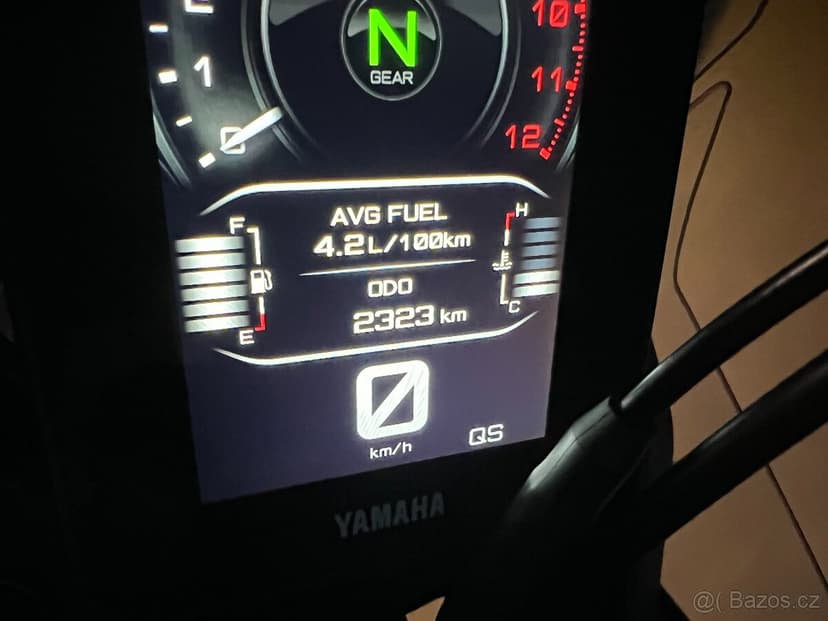 10
N
GEAR
1
11
0
12
AVG FUEL
F
H
4.2L/100km
ODO
2323 km
E
C
0
km/h
QS
YAMAHA
@( Bazos.cz